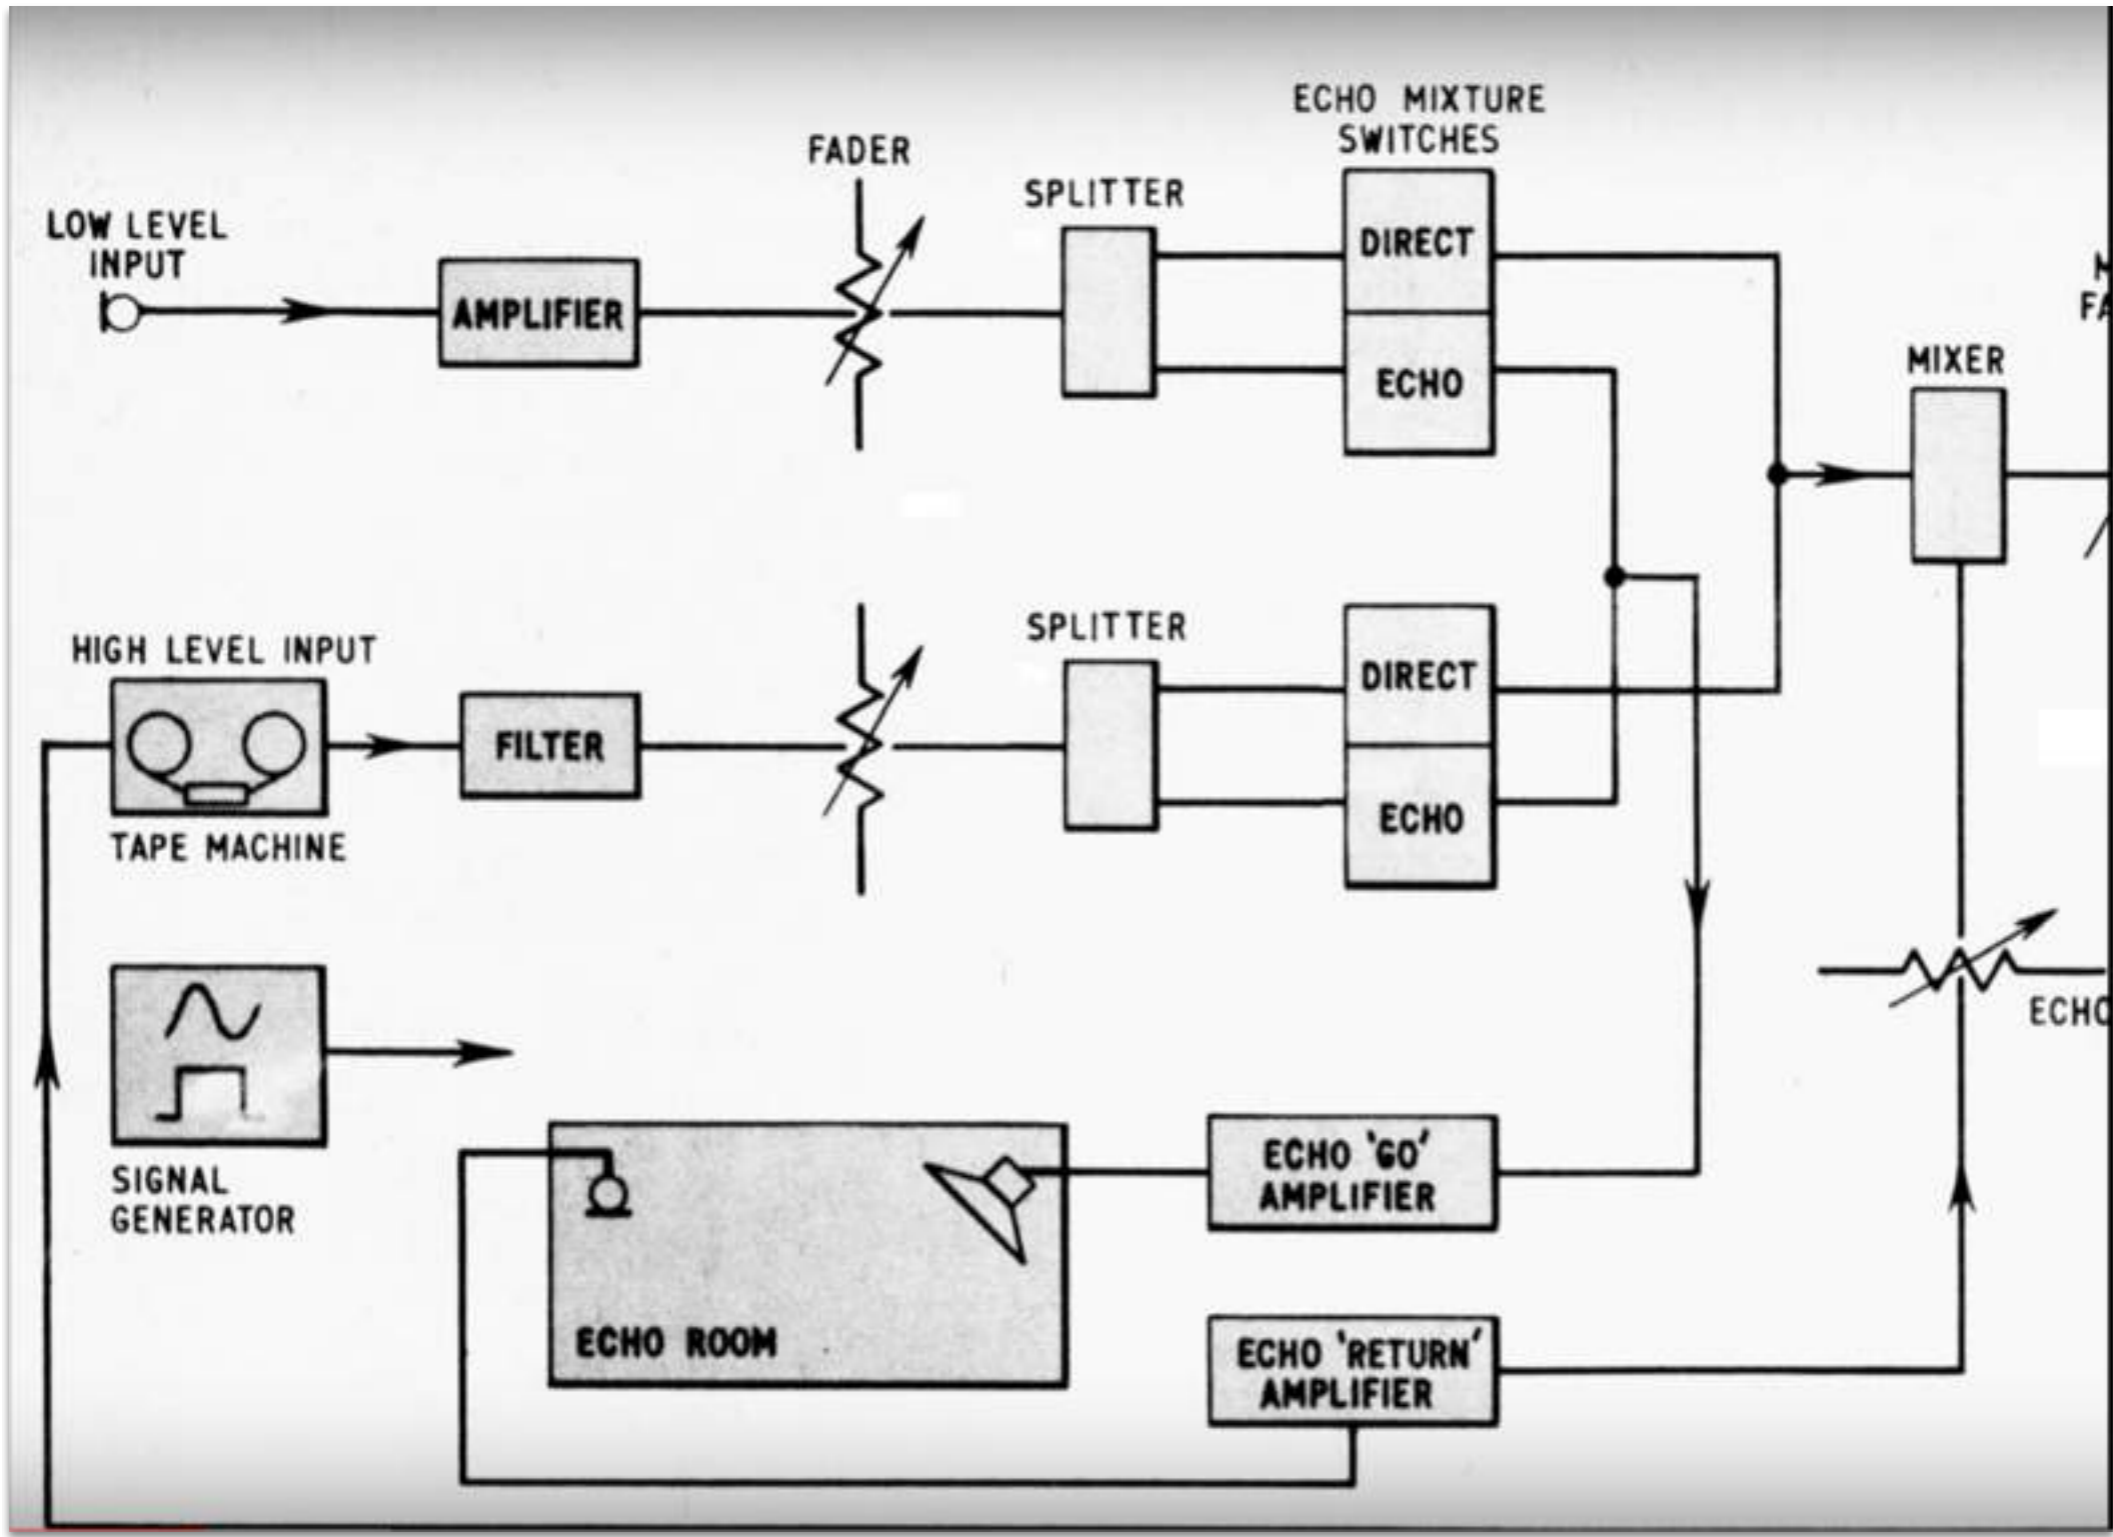 ECHO MIXTURE
SWITCHES
FADER
SPLITTER
LOW LEVEL
INPUT
DIRECT
AMPLIFIER
ECHO
MIXER
HIGH LEVEL INPUT
SPLITTER
DIRECT
FILTER
ECHO
TAPE MACHINE
ECHO
SIGNAL
GENERATOR
ECHO 'GO'
AMPLIFIER
ECHO ROOM
ECHO 'RETURN'
AMPLIFIER